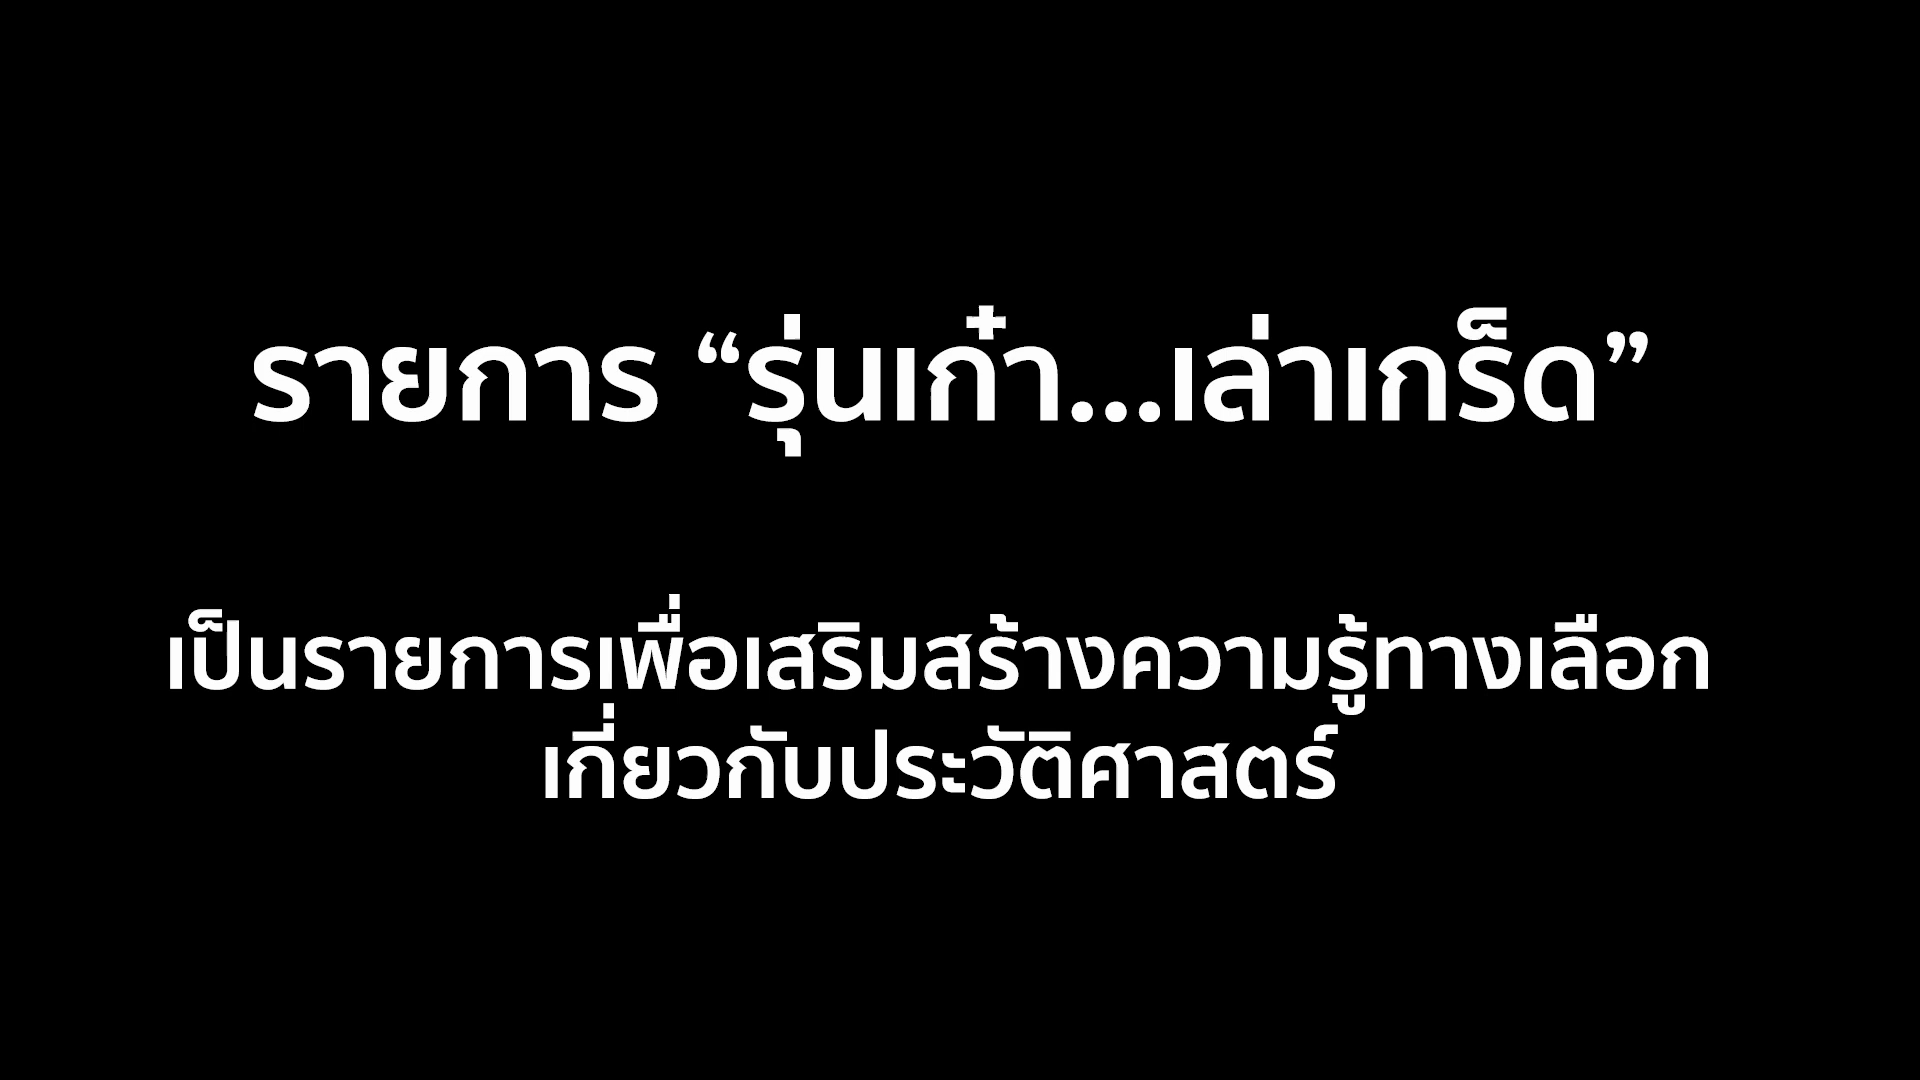 รายการ “รุ่นเก๋า...เล่าเกร็ด”
เป็นรายการเพื่อเสริมสร้างความรู้ทางเลือก
เกี่ยวกับประวัติศาสตร์